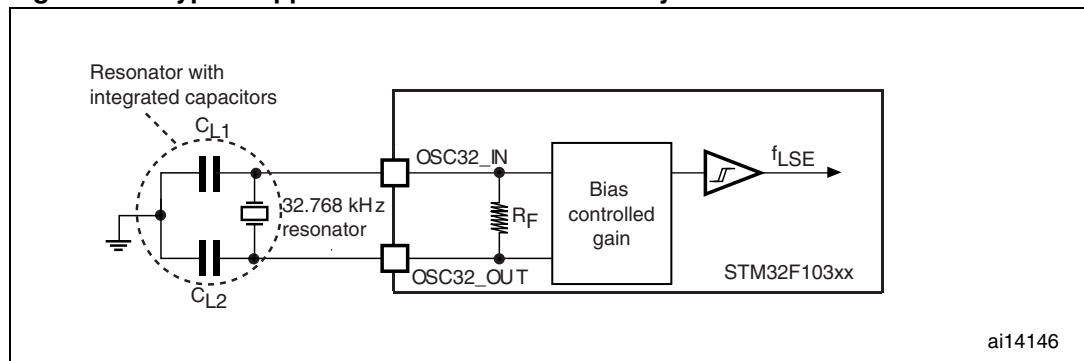 Resonator with
integrated capacitors
CL1
OSC32_IN
fLSE
32.768 kHz
resonator
RF
Bias
controlled
gain
OSC32_OUT
STM32F103xx
CL2
ai14146